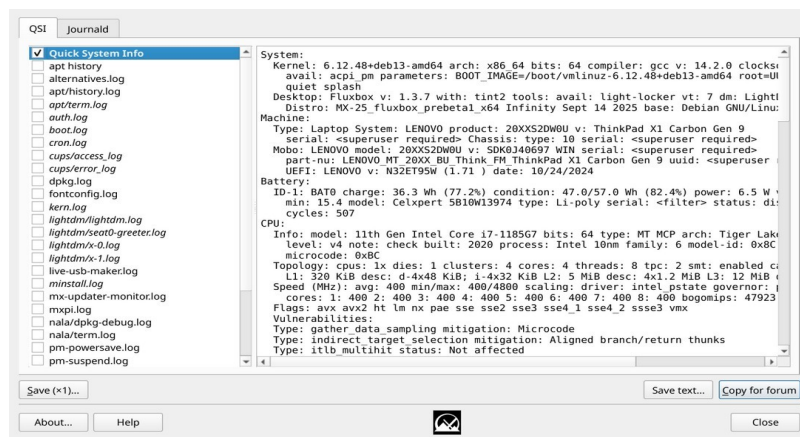 QSI
Journald
Quick System Info
apt history
alternatives.log
apt/history.log
apt/term.log
auth.log
boot.log
cron.log
cups/access_log
cups/error_log
dpkg.log
fontconfig.log
kern.log
lightdm/lightdm.log
lightdm/seat0-greeter.log
lightdm/x-0.log
lightdm/x-1.log
live-usb-maker.log
minstall.log
mx-updater-monitor.log
mxpi.log
nala/dpkg-debug.log
nala/term.log
pm-powersave.log
pm-suspend.log
System:
Kernel: 6.12.48+deb13-amd64 arch: x86_64 bits: 64 compiler: gcc v: 14.2.0 clocks
avail: acpi_pm parameters: BOOT_IMAGE=/boot/vmlinuz-6.12.48+deb13-amd64 root=U
quiet splash
Desktop: Fluxbox v: 1.3.7 with: tint2 tools: avail: light-locker vt: 7 dm: Light
Distro: MX-25_fluxbox_prebeta1_x64 Infinity Sept 14 2025 base: Debian GNU/Linu
Machine:
Type: Laptop System: LENOVO product: 20XXS2DW0U v: ThinkPad X1 Carbon Gen 9
serial: <superuser required> Chassis: type: 10 serial: <superuser required>
Mobo: LENOVO model: 20XXS2DW0U v: SDK0J40697 WIN serial: <superuser required>
part-nu: LENOVO_MT_20XX_BU_Think_FM_ThinkPad X1 Carbon Gen 9 uuid: <superuser
UEFI: LENOVO v: N32ET95W (1.71 ) date: 10/24/2024
Battery:
ID-1: BAT0 charge: 36.3 Wh (77.2%) condition: 47.0/57.0 Wh (82.4%) power: 6.5 W
min: 15.4 model: Celxpert 5B10W13974 type: Li-poly serial: <filter> status: dis
cycles: 507
CPU:
Info: model: 11th Gen Intel Core i7-1185G7 bits: 64 type: MT MCP arch: Tiger Lak
level: v4 note: check built: 2020 process: Intel 10nm family: 6 model-id: 0x8C
microcode: 0xBC
Topology: cpus: 1x dies: 1 clusters: 4 cores: 4 threads: 8 tpc: 2 smt: enabled ca
L1: 320 KiB desc: d-4x48 KiB; i-4x32 KiB L2: 5 MiB desc: 4x1.2 MiB L3: 12 MiB
Speed (MHz): avg: 400 min/max: 400/4800 scaling: driver: intel_pstate governor:
cores: 1: 400 2: 400 3: 400 4: 400 5: 400 6: 400 7: 400 8: 400 bogomips: 47923
Flags: avx avx2 ht lm nx pae sse sse2 sse3 sse4_1 sse4_2 ssse3 vmx
Vulnerabilities:
Type: gather_data_sampling mitigation: Microcode
Type: indirect_target_selection mitigation: Aligned branch/return thunks
Type: itlb_multihit status: Not affected
Save (×1)...
Save text...
Copy for forum
About...
Help
Close